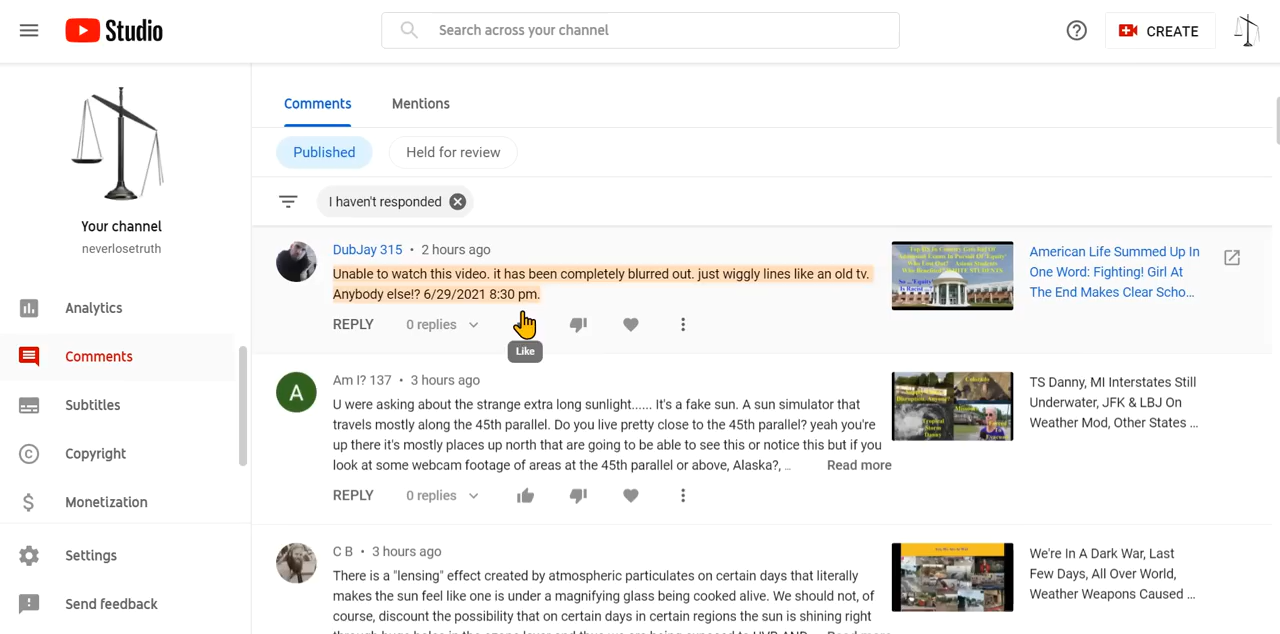 Studio
Search across your channel
CREATE
Your channel
neverlosetruth
Analytics
Comments
Subtitles
Copyright
Monetization
Settings
Send feedback
Comments
Mentions
Published
Held for review
I haven't responded
DubJay 315 • 2 hours ago
Unable to watch this video. it has been completely blurred out. just wiggly lines like an old tv.
Anybody else!? 6/29/2021 8:30 pm.
REPLY
0 replies
Like
American Life Summed Up In
One Word: Fighting! Girl At
The End Makes Clear Scho...
A
Am I? 137 • 3 hours ago
U were asking about the strange extra long sunlight...... It's a fake sun. A sun simulator that
travels mostly along the 45th parallel. Do you live pretty close to the 45th parallel? yeah you're
up there it's mostly places up north that are going to be able to see this or notice this but if you
look at some webcam footage of areas at the 45th parallel or above, Alaska?, ...
Read more
REPLY
0 replies
TS Danny, MI Interstates Still
Underwater, JFK & LBJ On
Weather Mod, Other States ...
C B • 3 hours ago
There is a "lensing" effect created by atmospheric particulates on certain days that literally
makes the sun feel like one is under a magnifying glass being cooked alive. We should not, of
course, discount the possibility that on certain days in certain regions the sun is shining right
We're In A Dark War, Last
Few Days, All Over World,
Weather Weapons Caused ...